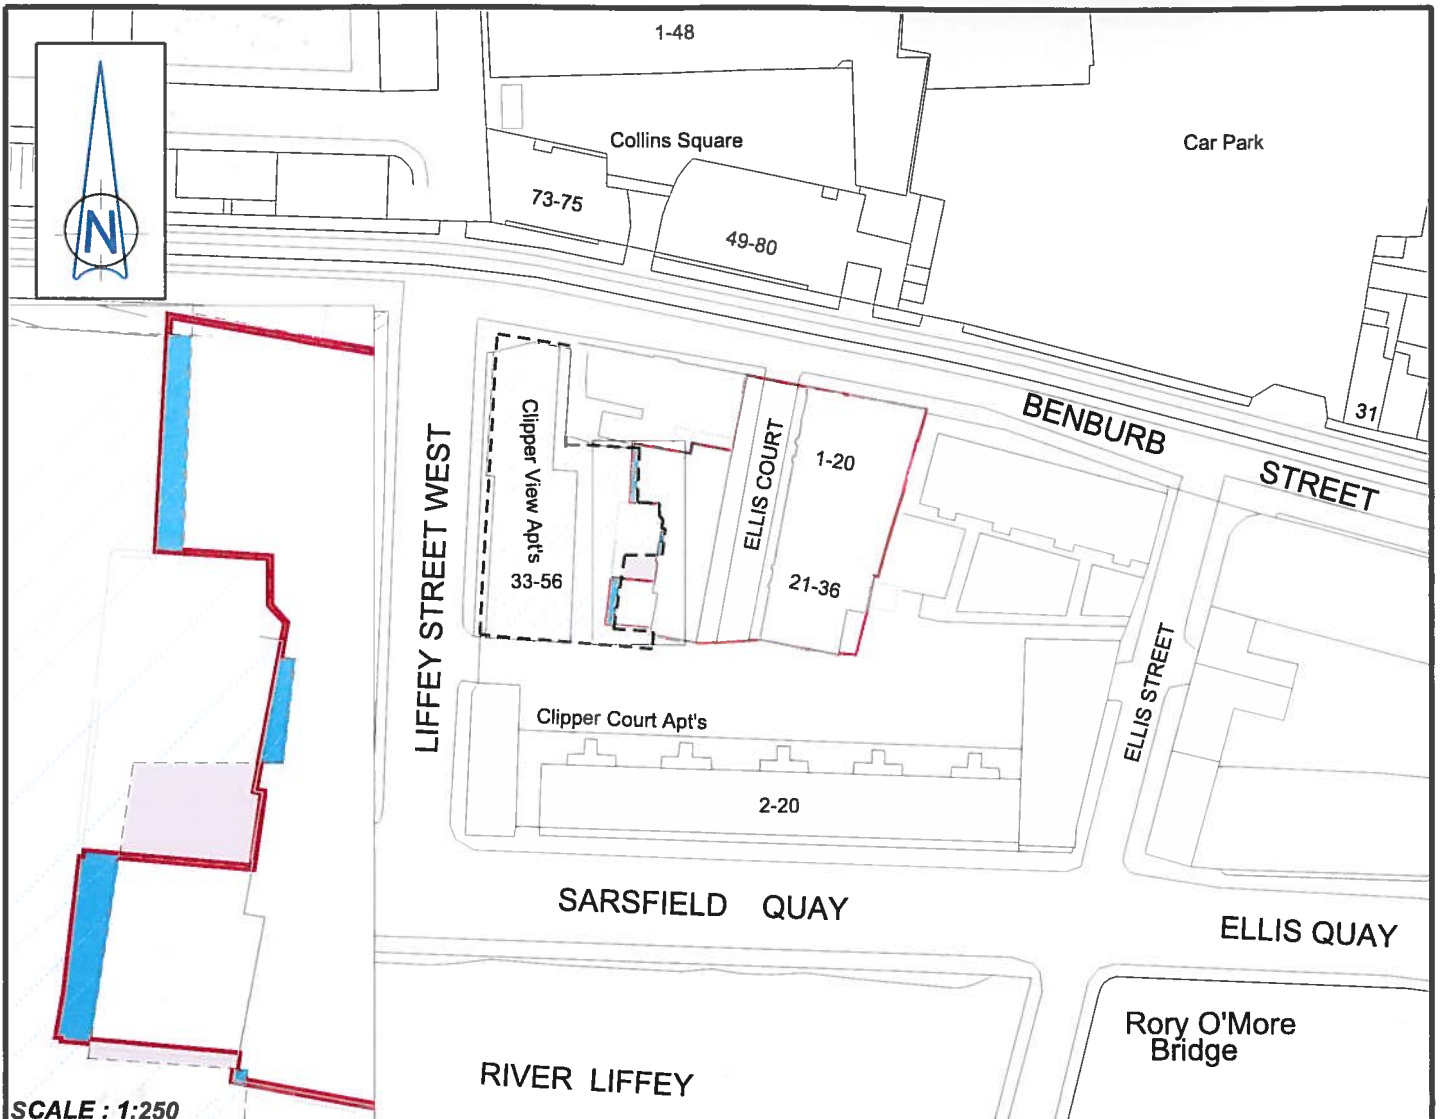 1-48
Collins Square
Car Park
N
73-75
49-80
31
BENBURB STREET
Clipper View Apt's
33-56
LIFFEY STREET WEST
ELLIS COURT
1-20
21-36
ELLIS STREET
Clipper Court Apt's
2-20
SARSFIELD QUAY
ELLIS QUAY
Rory O'More
Bridge
RIVER LIFFEY
SCALE : 1:250